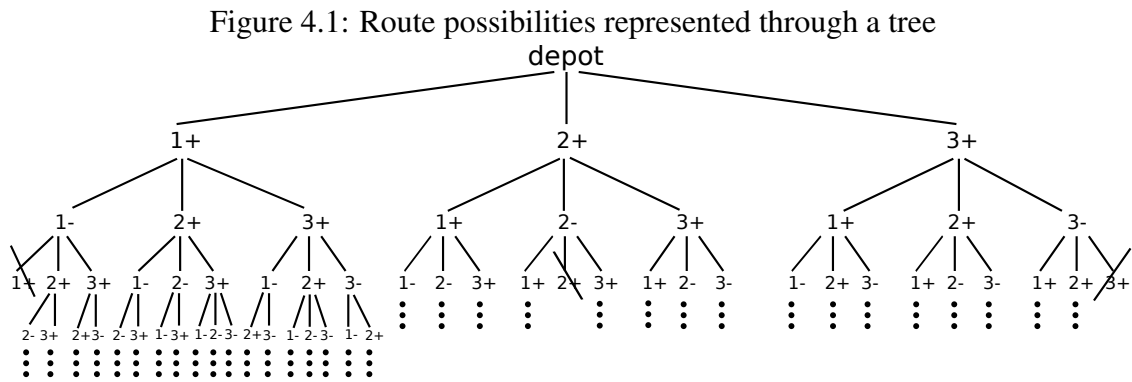 Figure 4.1: Route possibilities represented through a tree
depot
1+ 2+ 3+
1- 2+ 3+ 1+ 2- 3+ 1+ 2+ 3-
1+ 2+ 3+ 1- 2- 3+ 1- 2+ 3- 1- 2- 3+ 1+ 2+ 3+ 1+ 2- 3- 1- 2+ 3- 1+ 2- 3- 1+ 2+ 3+
2- 3+ 2+ 3- 2- 3+ 1- 3+ 1- 2- 3- 2+ 3- 1- 2- 3- 1- 2+